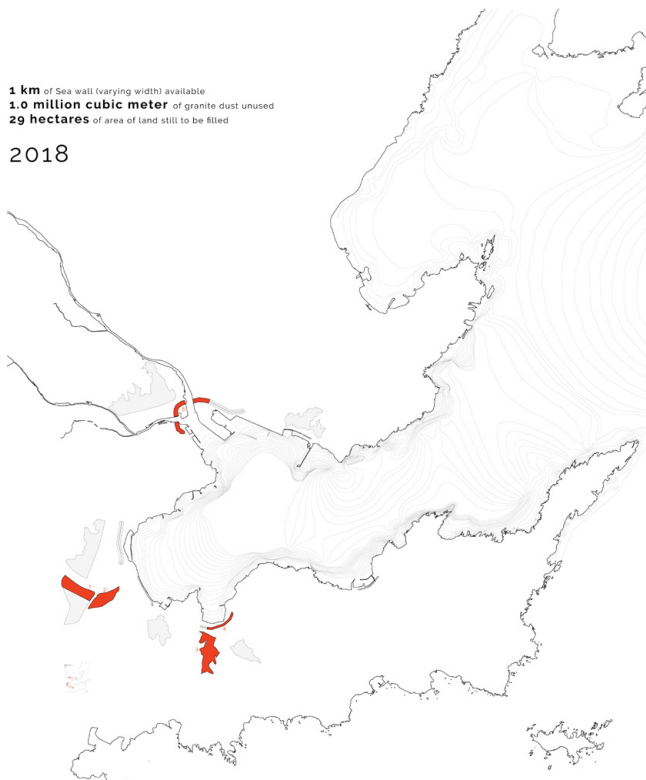 1 km of Sea wall (varying width) available
1.0 million cubic meter of granite dust unused
29 hectares of area of land still to be filled
2018